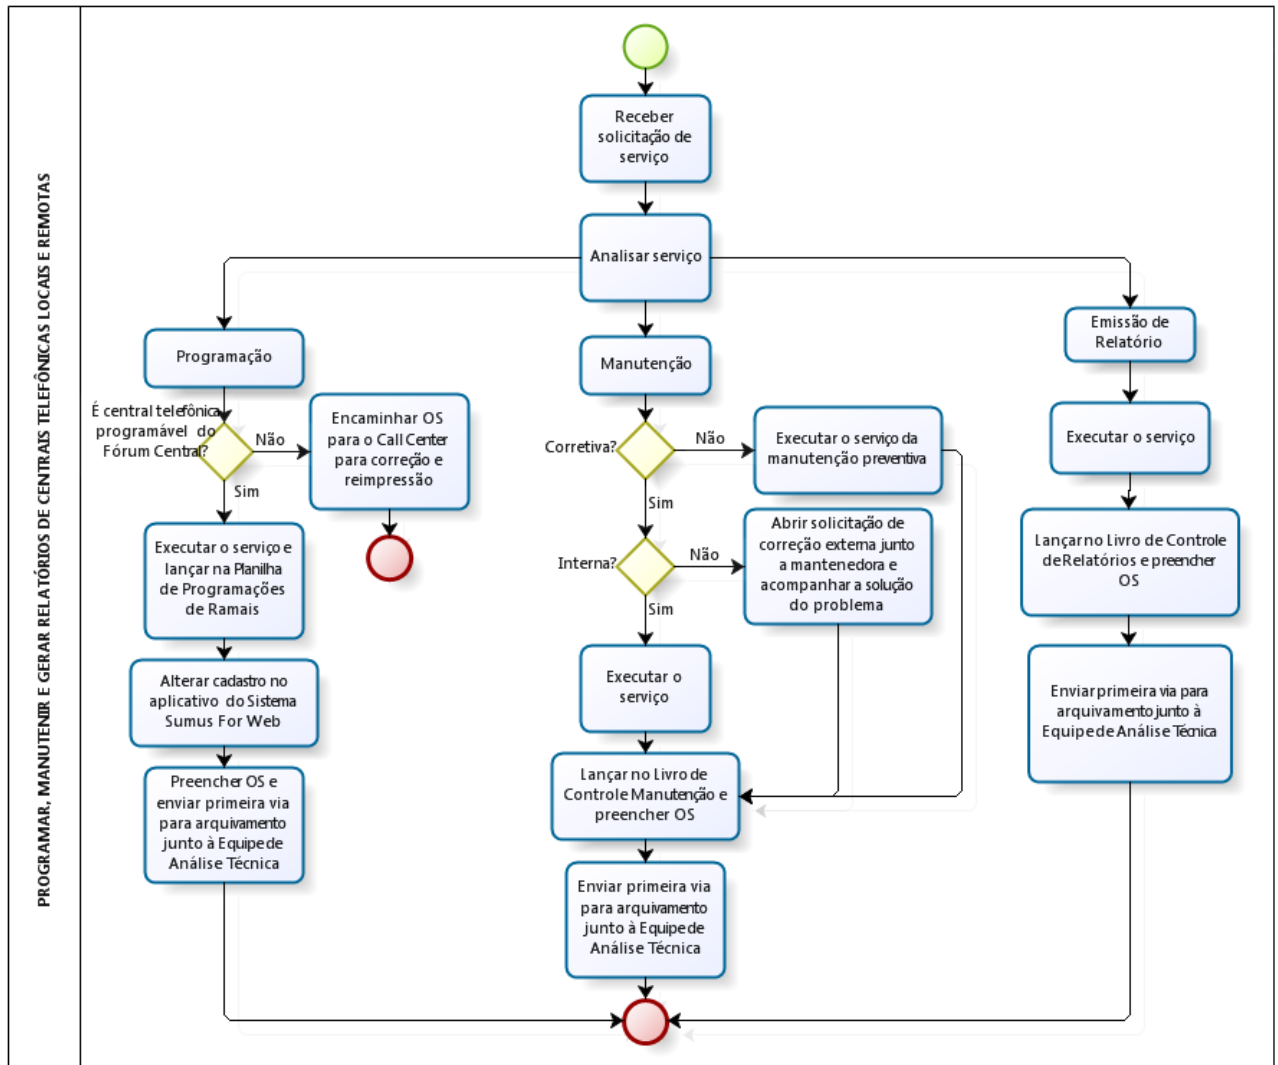 PROGRAMAR, MANUTENIR E GERAR RELATÓRIOS DE CENTRAIS TELEFÔNICAS LOCAIS E REMOTAS
Receber
solicitação de
serviço
Analisar serviço
Programação
É central telefônica
programável do
Fórum Central?
Não
Sim
Encaminhar OS
para o Call Center
para correção e
reimpressão
Executar o serviço e
lançar na Planilha
de Programações
de Ramais
Alterar cadastro no
aplicativo do Sistema
Sumus For Web
Preencher OS e
enviar primeira via
para arquivamento
junto à Equipe de
Análise Técnica
Manutenção
Corretiva?
Não
Sim
Executar o serviço da
manutenção preventiva
Interna?
Não
Sim
Abrir solicitação de
correção externa junto
a mantenedora e
acompanhar a solução
do problema
Executar o
serviço
Lançar no Livro de
Controle Manutenção e
preencher OS
Enviar primeira via
para arquivamento
junto à Equipe de
Análise Técnica
Emissão de
Relatório
Executar o serviço
Lançar no Livro de Controle
de Relatórios e preencher
OS
Enviar primeira via para
arquivamento junto à
Equipe de Análise Técnica